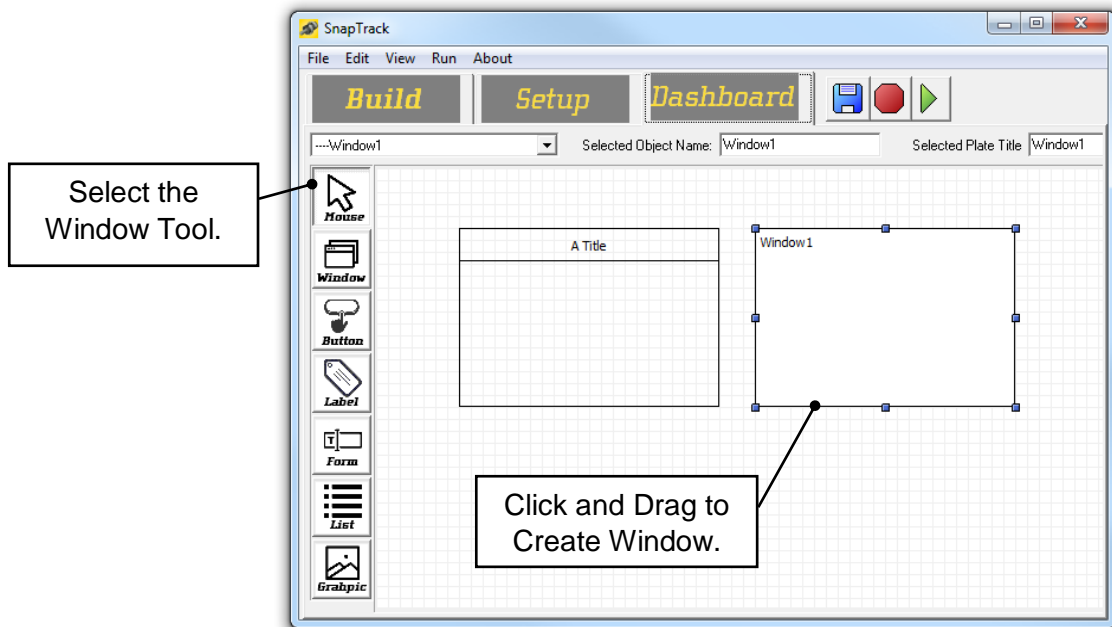 SnapTrack
File Edit View Run About
Build Setup Dashboard
----Window1 Selected Object Name: Window1 Selected Plate Title Window1
Select the
Window Tool.
Mouse
Window
Button
Label
T
Form
List
Grahpic
A Title
Window1
Click and Drag to
Create Window.